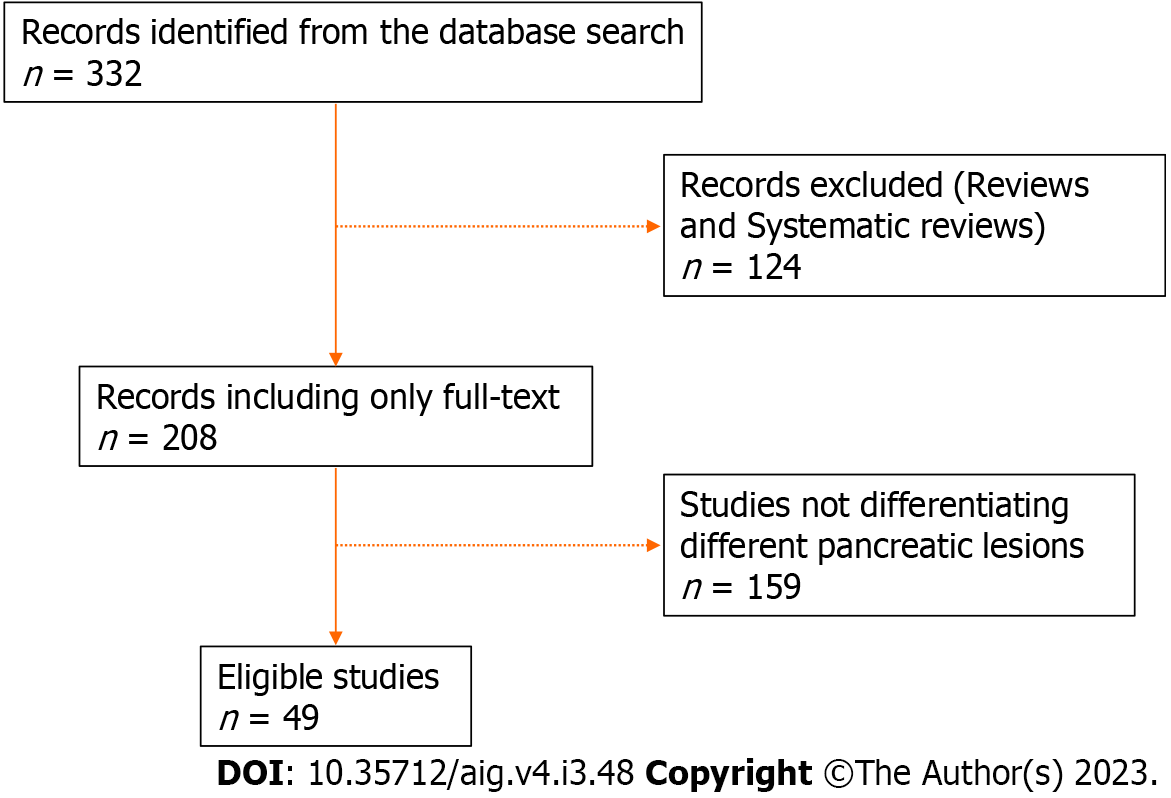 Records identified from the database search
n = 332
Records excluded (Reviews
and Systematic reviews)
n = 124
Records including only full-text
n = 208
Studies not differentiating
different pancreatic lesions
n = 159
Eligible studies
n = 49
DOI: 10.35712/aig.v4.i3.48 Copyright ©The Author(s) 2023.